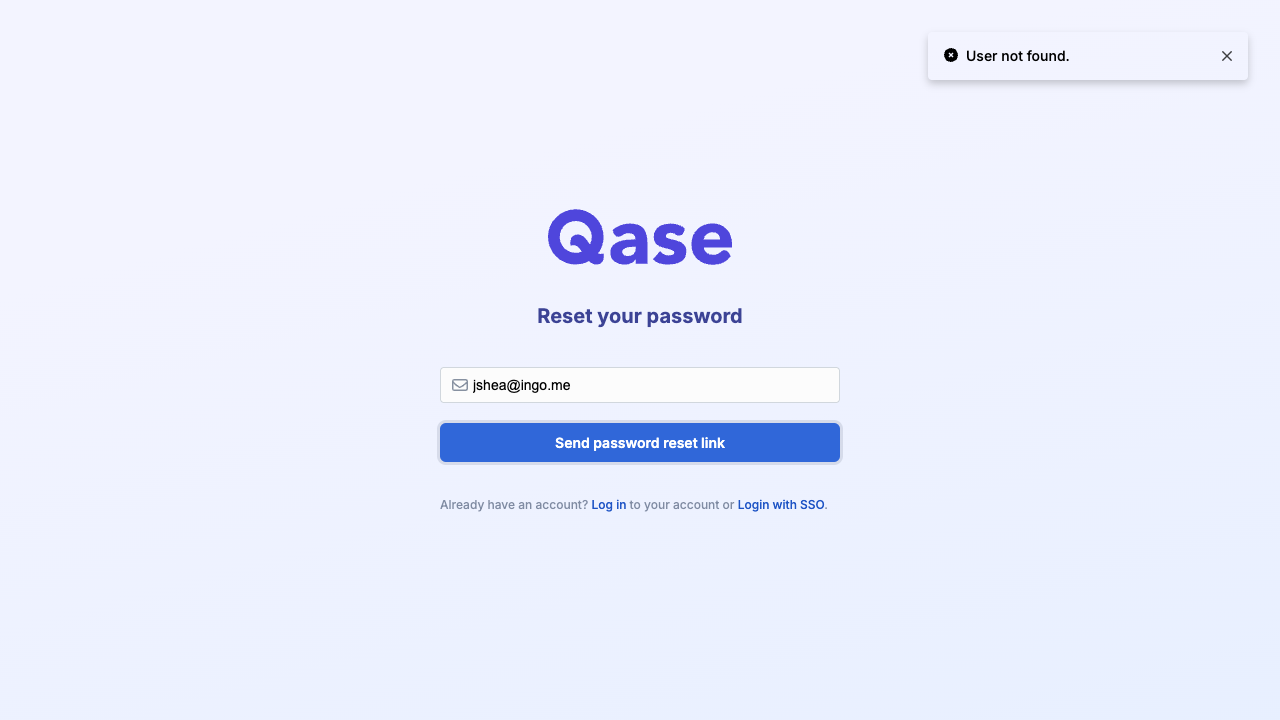 User not found.
Qase
Reset your password
jshea@ingo.me
Send password reset link
Already have an account? Log in to your account or Login with SSO.